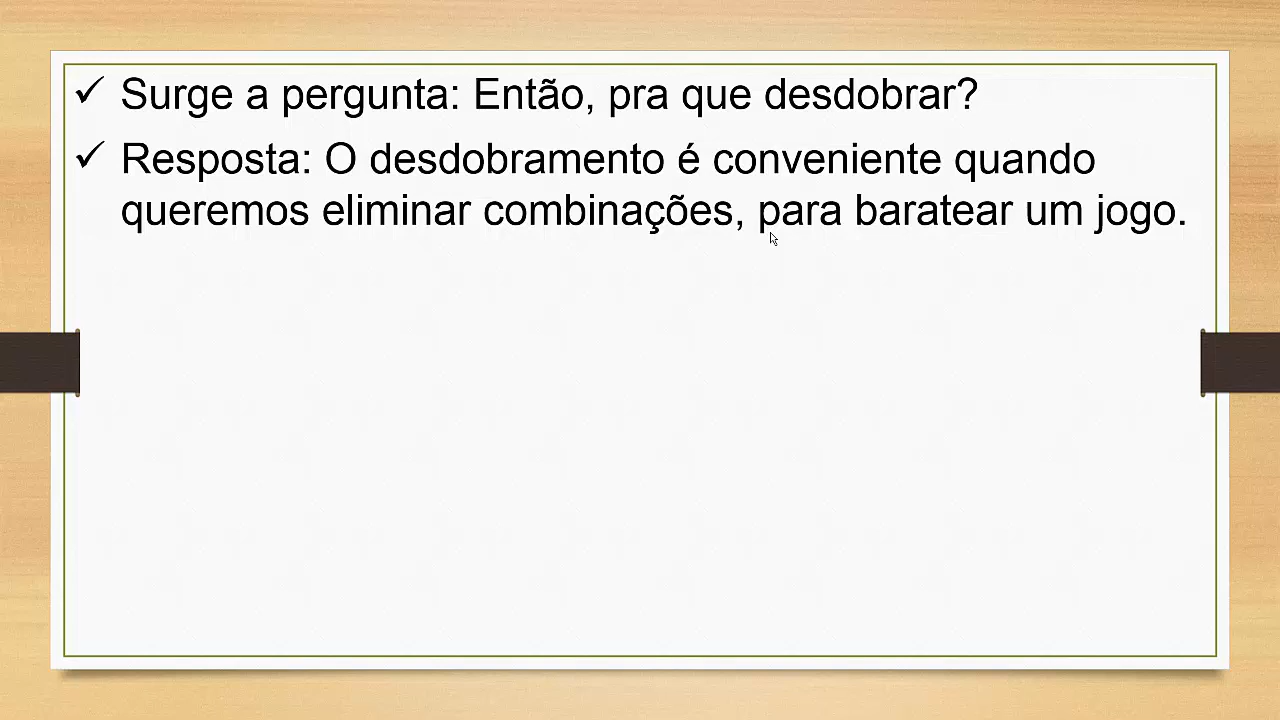 ✓ Surge a pergunta: Então, pra que desdobrar?
✓ Resposta: O desdobramento é conveniente quando
queremos eliminar combinações, para baratear um jogo.